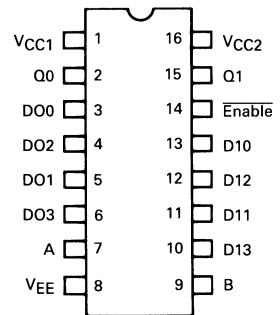 VCC1 1 16 VCC2
Q0 2 15 Q1
DO0 3 14 Enable
DO2 4 13 D10
DO1 5 12 D12
DO3 6 11 D11
A 7 10 D13
VEE 8 9 B